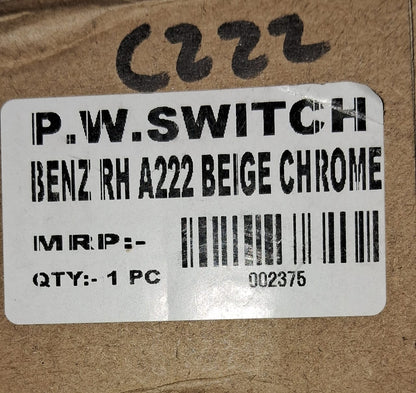 C222
P.W.SWITCH
BENZ RH A222 BEIGE CHROME
MRP:-
QTY:- 1 PC
002375